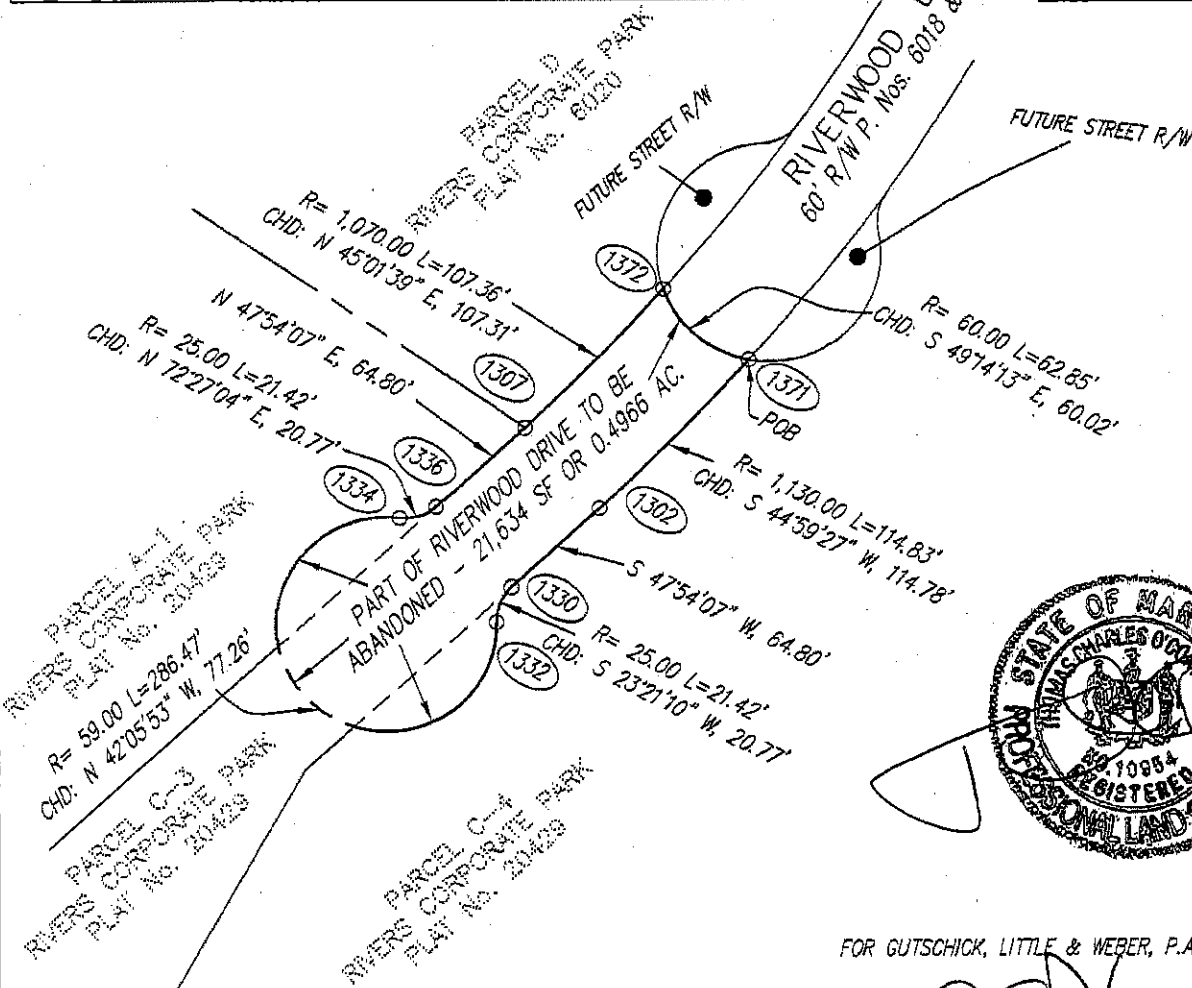 PARCEL D
RIVERS CORPORATE PARK
PLAT No. 6020
FUTURE STREET R/W
RIVERWOOD
60' R/W P. Nos. 6018 &
FUTURE STREET R/W
R= 1,070.00 L=107.36'
CHD: N 45°01'39" E, 107.31'
N 47°54'07" E, 64.80'
R= 25.00 L=21.42'
CHD: N 72°27'04" E, 20.77'
1372
1307
1336
1334
R= 60.00 L=62.85'
CHD: S 49°14'13" E, 60.02'
1371
POB
R= 1,130.00 L=114.83'
CHD: S 44°59'27" W, 114.78'
1302
S 47°54'07" W, 64.80'
1330
R= 25.00 L=21.42'
CHD: S 23°21'10" W, 20.77'
1332
PART OF RIVERWOOD DRIVE TO BE
ABANDONED - 21,634 SF OR 0.4966 AC.
PARCEL A-1
RIVERS CORPORATE PARK
PLAT No. 20429
R= 59.00 L=286.47'
CHD: N 42°05'53" W, 77.26'
PARCEL C-3
RIVERS CORPORATE PARK
PLAT No. 20429
PARCEL C-4
RIVERS CORPORATE PARK
PLAT No. 20429
STATE OF MAR
THOMAS CHARLES O'CO
NO. 10954
REGISTERED
PROFESSIONAL LAND
FOR GUTSCHICK, LITTLE & WEBER, P.A